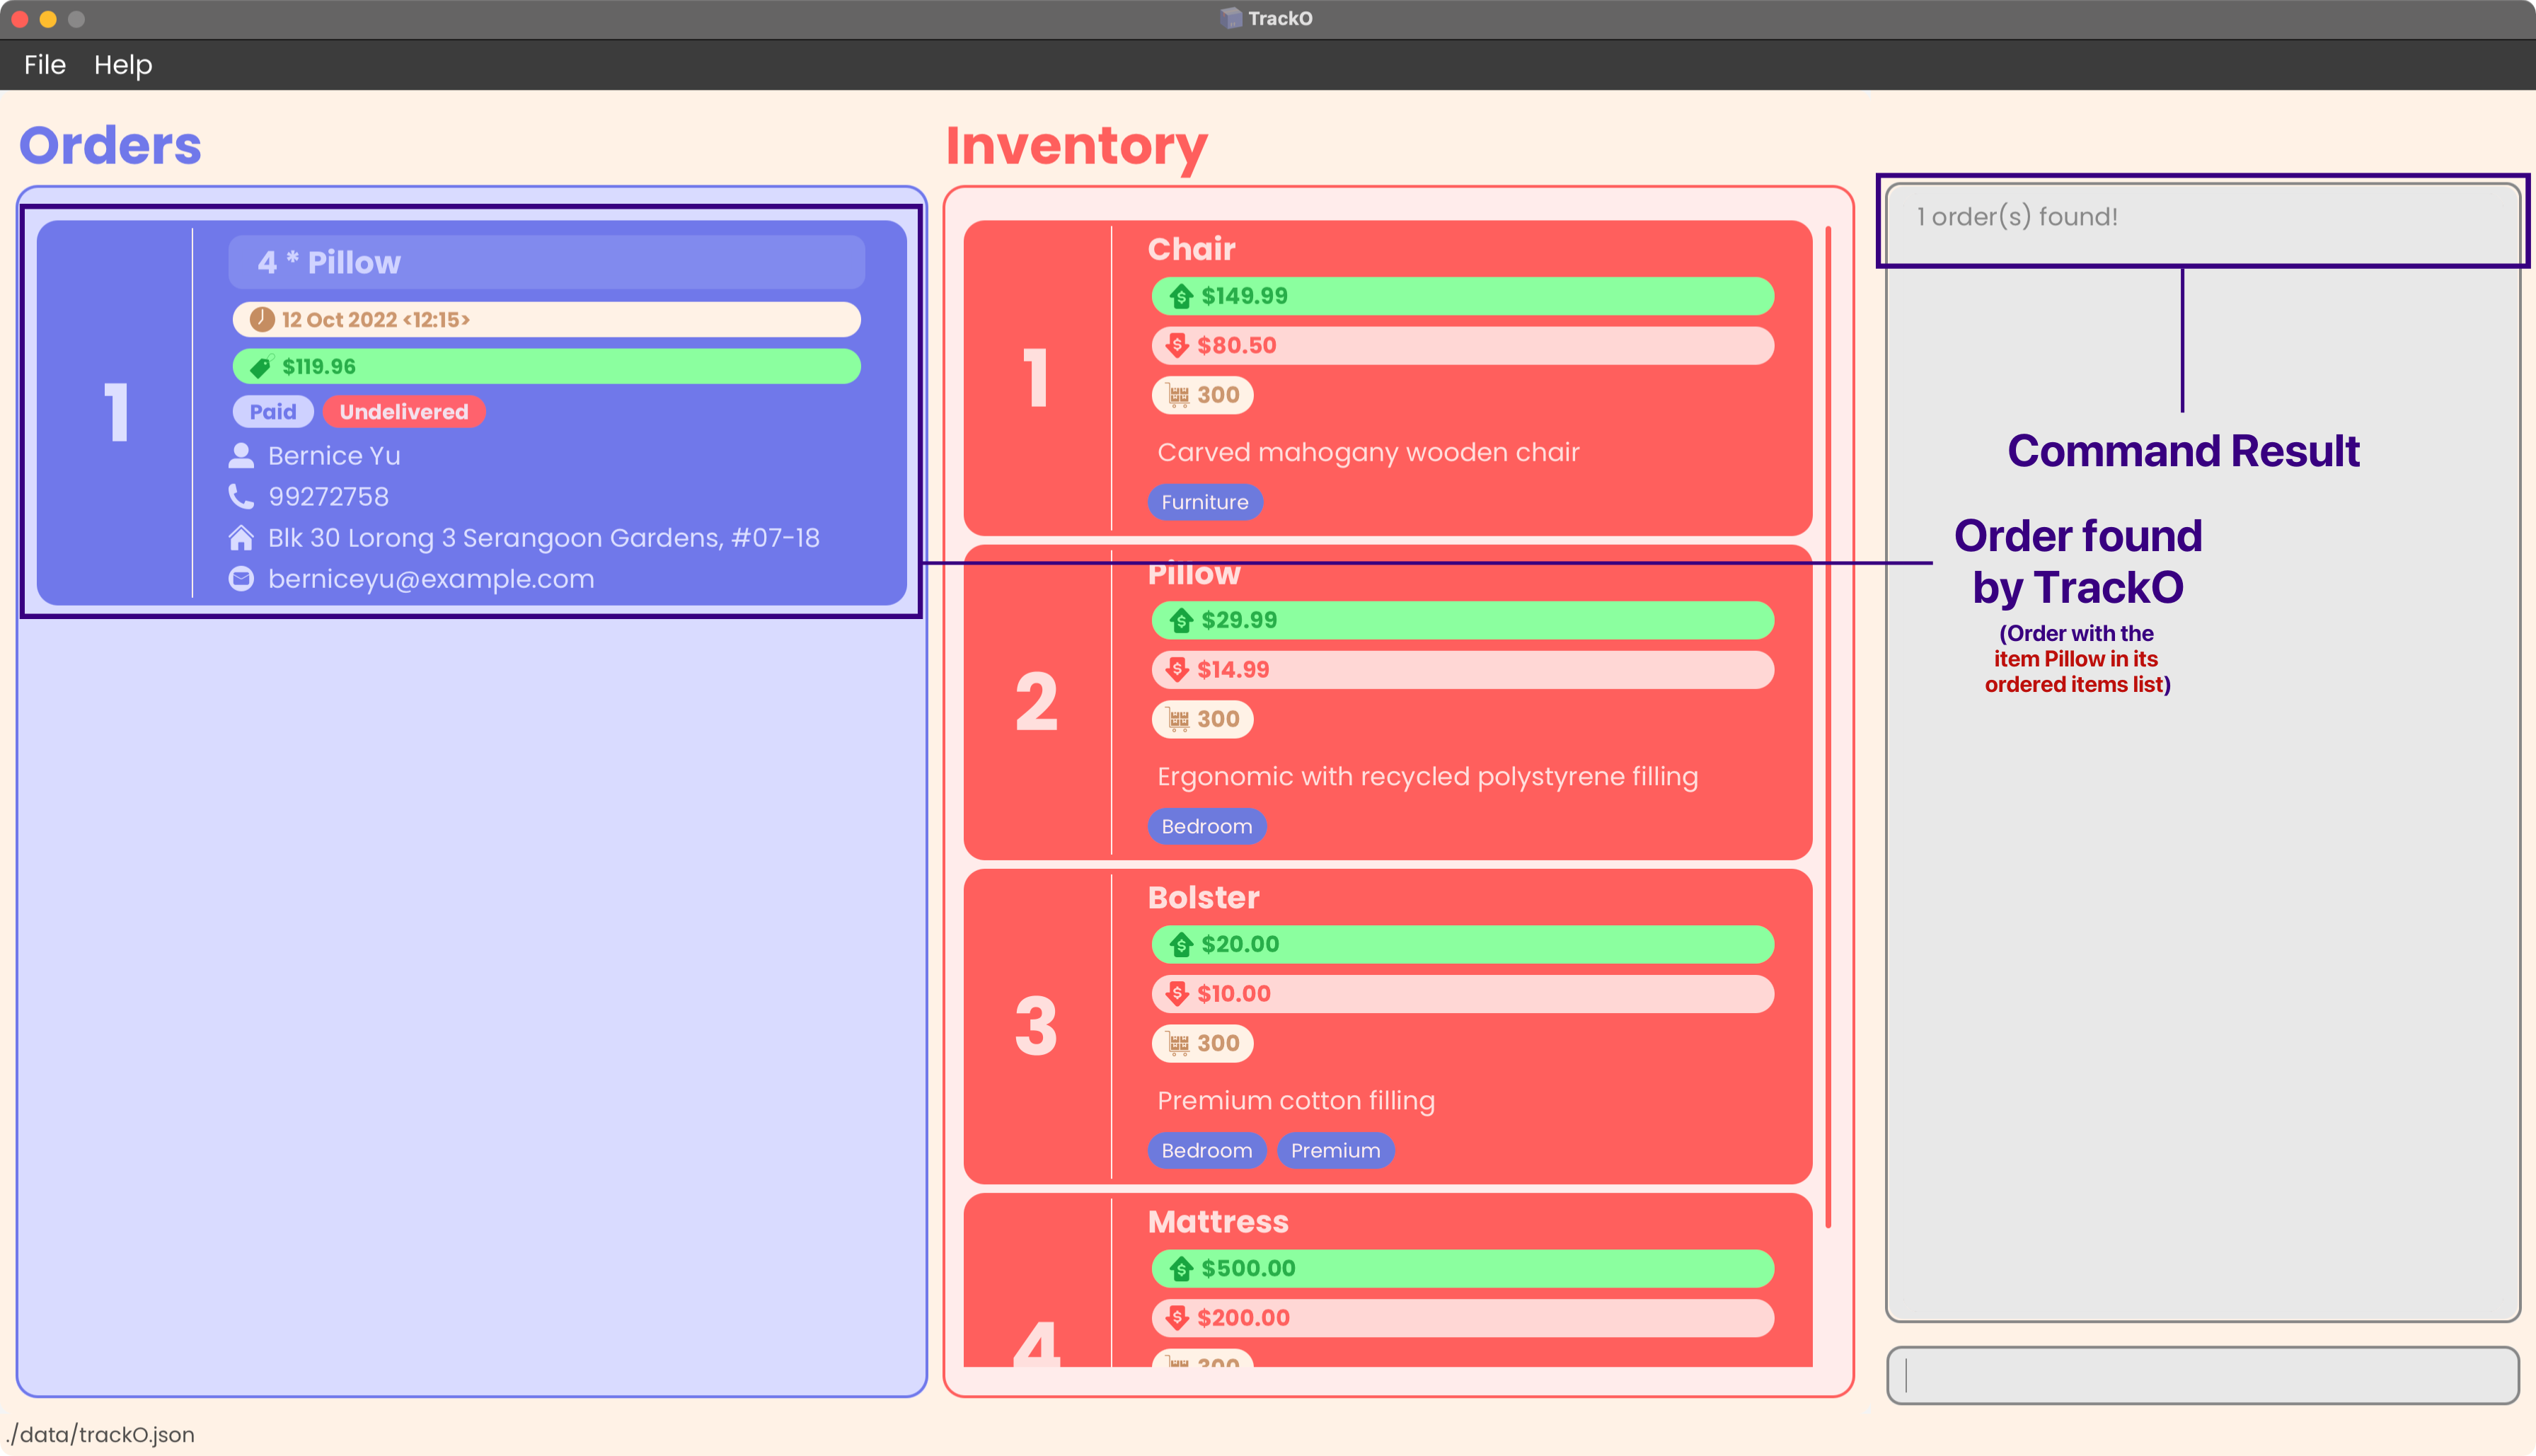 TrackO
File Help
Orders
4 * Pillow
12 Oct 2022 <12:15>
$119.96
1
Paid Undelivered
Bernice Yu
99272758
Blk 30 Lorong 3 Serangoon Gardens, #07-18
berniceyu@example.com
Inventory
Chair
$149.99
$80.50
1
300
Carved mahogany wooden chair
Furniture
Pillow
$29.99
$14.99
2
300
Ergonomic with recycled polystyrene filling
Bedroom
Bolster
$20.00
$10.00
3
300
Premium cotton filling
Bedroom Premium
Mattress
$500.00
$200.00
4
300
1 order(s) found!
Command Result
Order found
by TrackO
(Order with the
item Pillow in its
ordered items list)
./data/trackO.json